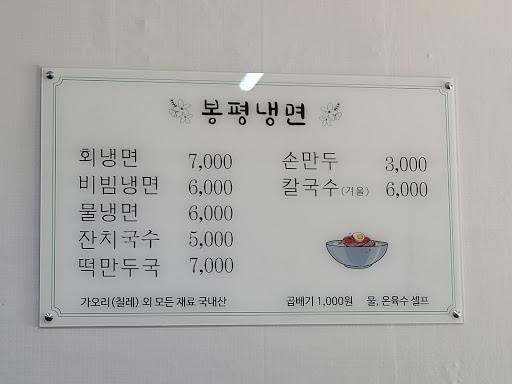 봉평냉면
회냉면 7,000
비빔냉면 6,000
물냉면 6,000
잔치국수 5,000
떡만두국 7,000
손만두 3,000
칼국수(겨울) 6,000
가오리(칠레) 외 모든 재료 국내산
곱배기 1,000원 물, 온육수 셀프